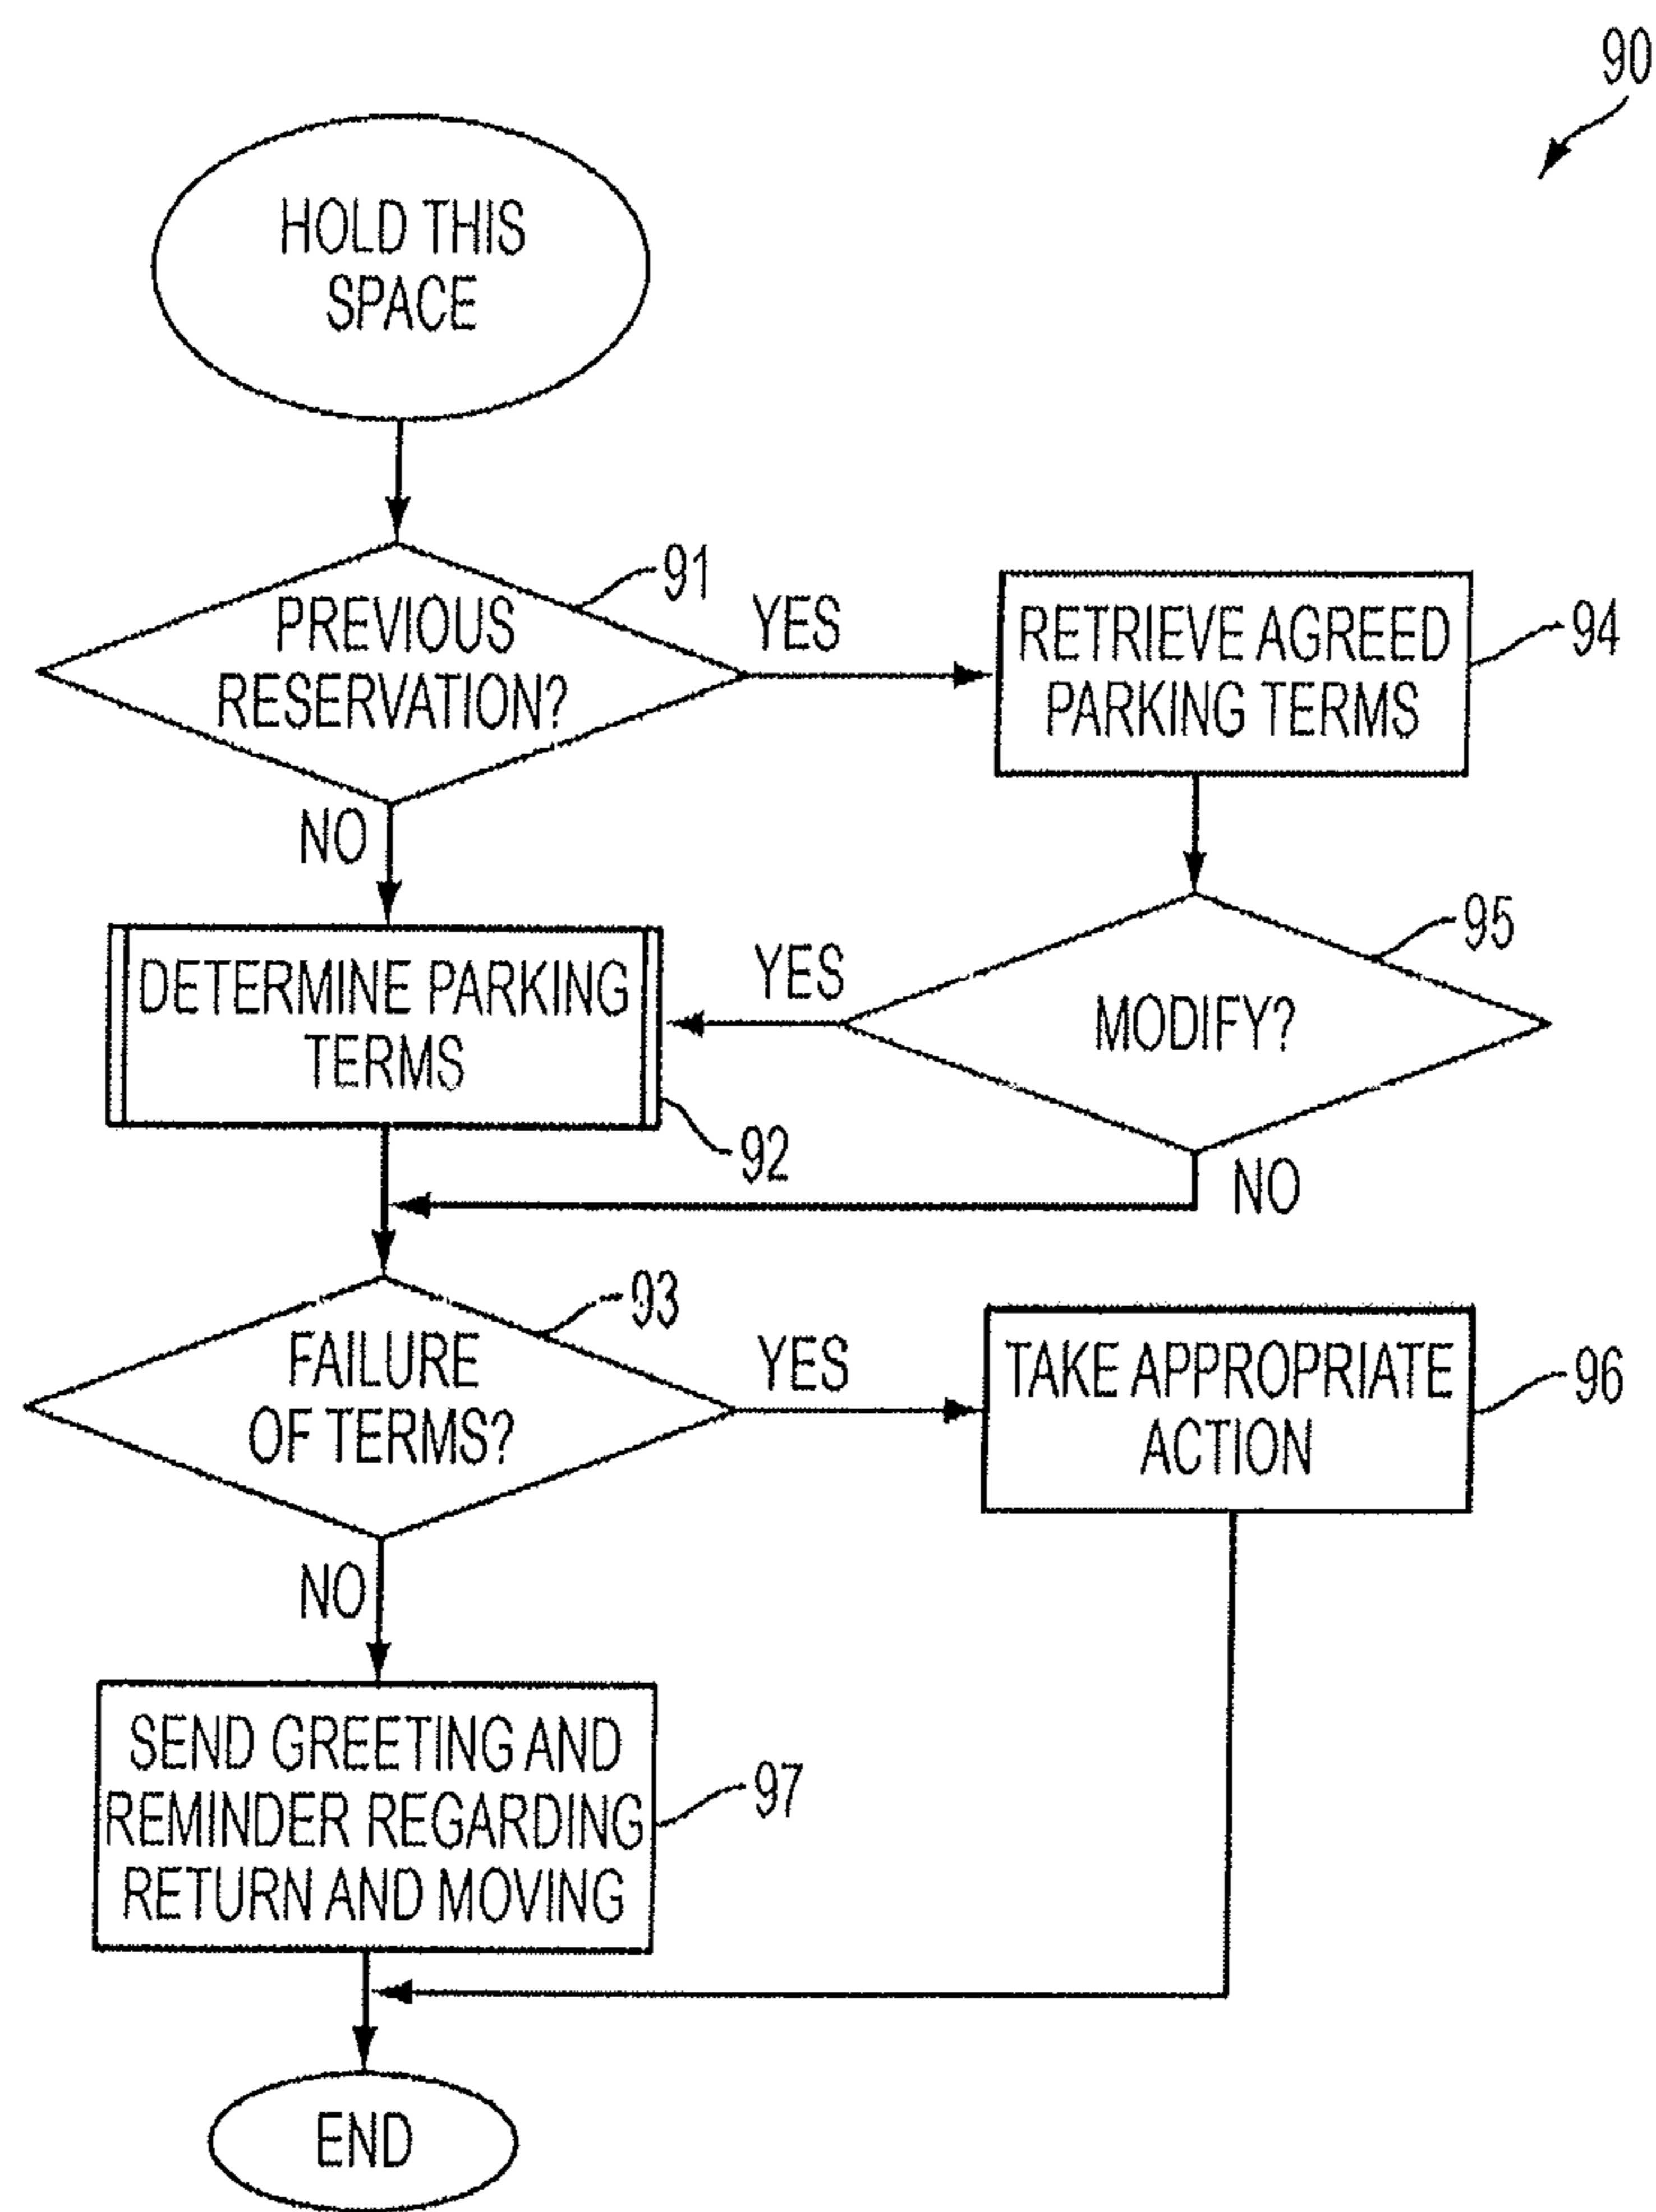 90
HOLD THIS
SPACE
91
PREVIOUS
RESERVATION?
YES
RETRIEVE AGREED
PARKING TERMS
94
NO
DETERMINE PARKING
TERMS
92
YES
MODIFY?
95
NO
93
FAILURE
OF TERMS?
YES
TAKE APPROPRIATE
ACTION
96
NO
SEND GREETING AND
REMINDER REGARDING
RETURN AND MOVING
97
END